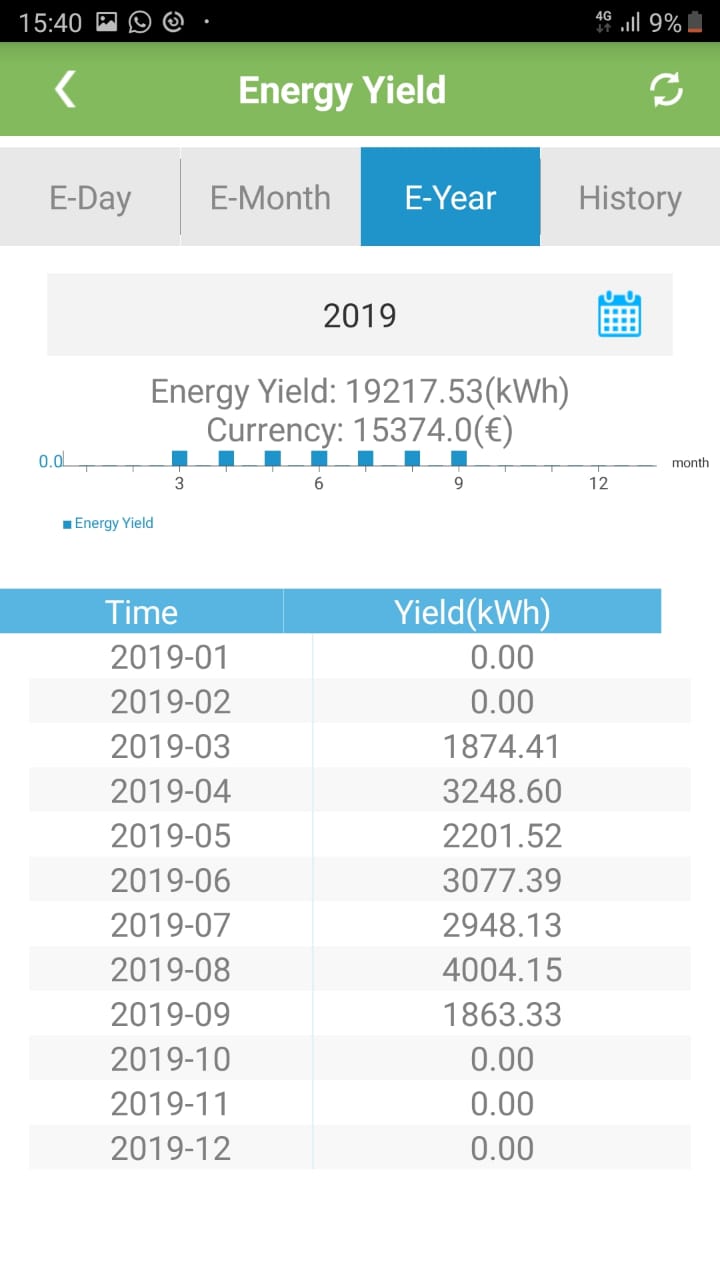 15:40 4G 9%
Energy Yield
E-Day E-Month E-Year History
2019
Energy Yield: 19217.53(kWh)
Currency: 15374.0(€)
0.0 month
3 6 9 12
Energy Yield
Time Yield(kWh)
2019-01 0.00
2019-02 0.00
2019-03 1874.41
2019-04 3248.60
2019-05 2201.52
2019-06 3077.39
2019-07 2948.13
2019-08 4004.15
2019-09 1863.33
2019-10 0.00
2019-11 0.00
2019-12 0.00